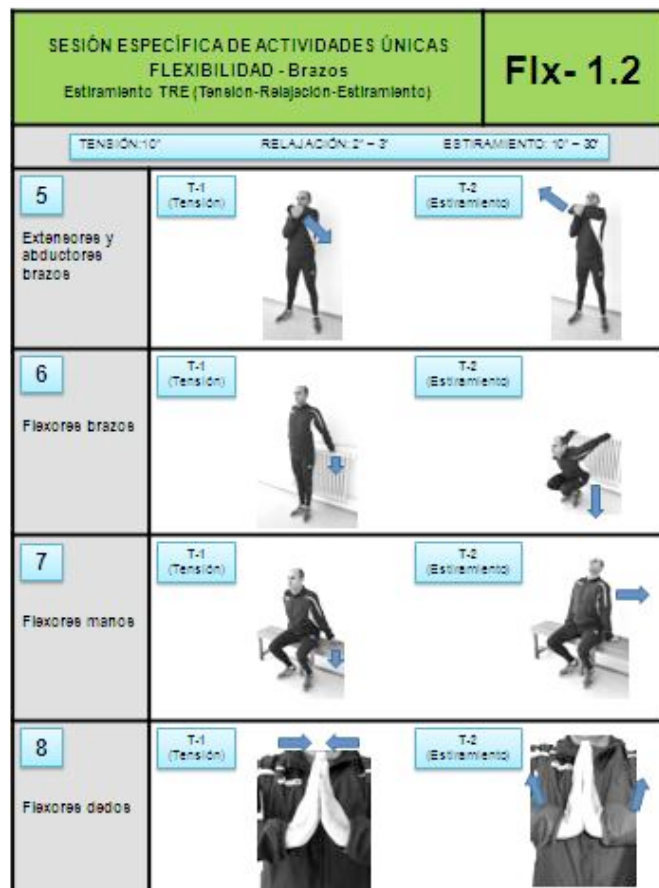 SESIÓN ESPECÍFICA DE ACTIVIDADES ÚNICAS
FLEXIBILIDAD - Brazos
Estiramiento TRE (Tensión-Relajación-Estiramiento)
Flx- 1.2
TENSIÓN:10" RELAJACIÓN: 2" – 3" ESTIRAMIENTO: 10" – 30"
5
Extensores y
abductores
brazos
T-1
(Tensión)
T-2
(Estiramiento)
6
Flexores brazos
T-1
(Tensión)
T-2
(Estiramiento)
7
Flexores manos
T-1
(Tensión)
T-2
(Estiramiento)
8
Flexores dedos
T-1
(Tensión)
T-2
(Estiramiento)